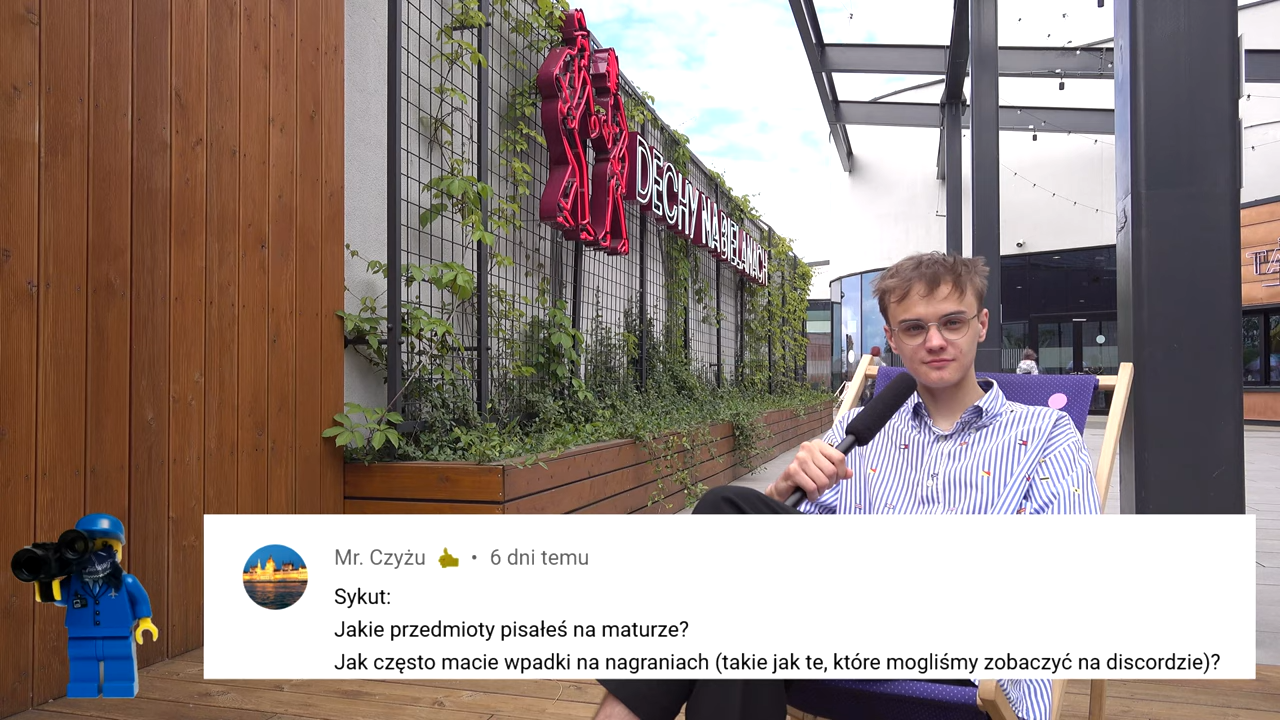 DECHY NA BIELANACH
TA
Mr. Czyżu 👍 • 6 dni temu
Sykut:
Jakie przedmioty pisałeś na maturze?
Jak często macie wpadki na nagraniach (takie jak te, które mogliśmy zobaczyć na discordzie)?